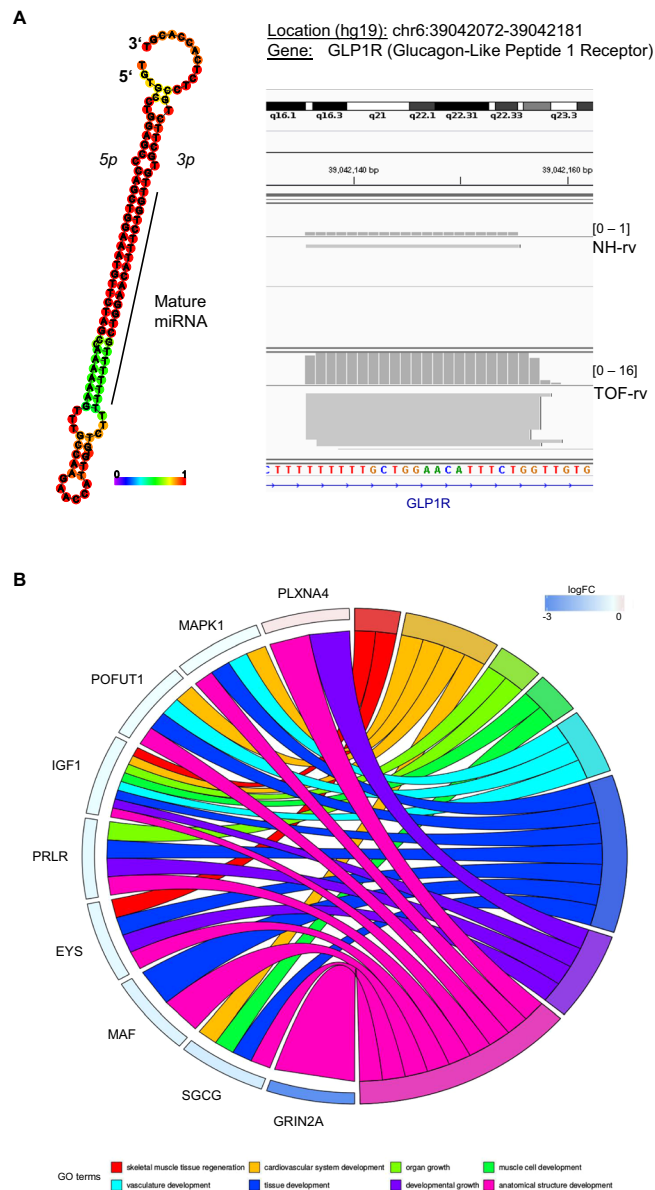 A
Location (hg19): chr6:39042072-39042181
Gene: GLP1R (Glucagon-Like Peptide 1 Receptor)
3‘
5‘
5p
3p
Mature
miRNA
0
1
q16.1 q16.3 q21 q22.1 q22.31 q22.33 q23.3
39,042,140 bp
39,042,160 bp
[0 – 1]
NH-rv
[0 – 16]
TOF-rv
CTTTTTTTTTGCTGGAACATTTCTGGTTGTG
GLP1R
B
logFC
-3
0
PLXNA4
MAPK1
POFUT1
IGF1
PRLR
EYS
MAF
SGCG
GRIN2A
GO terms
skeletal muscle tissue regeneration
cardiovascular system development
organ growth
muscle cell development
vasculature development
tissue development
developmental growth
anatomical structure development